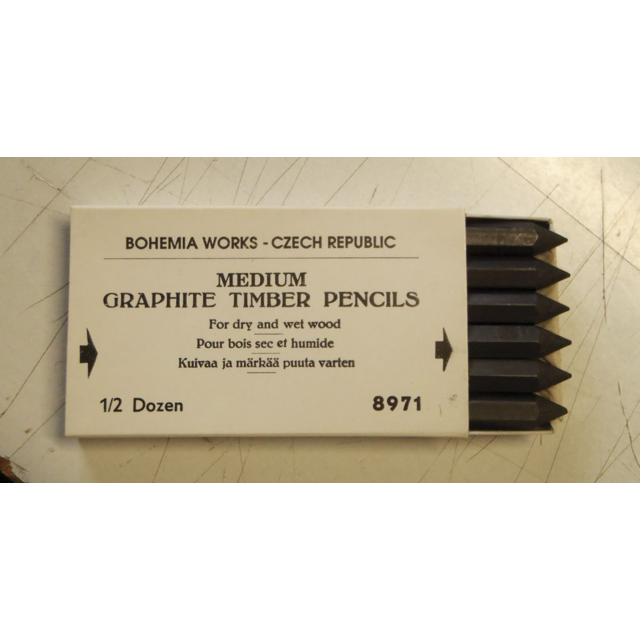 BOHEMIA WORKS - CZECH REPUBLIC
MEDIUM
GRAPHITE TIMBER PENCILS
For dry and wet wood
Pour bois sec et humide
Kuivaa ja märkää puuta varten
1/2 Dozen 8971